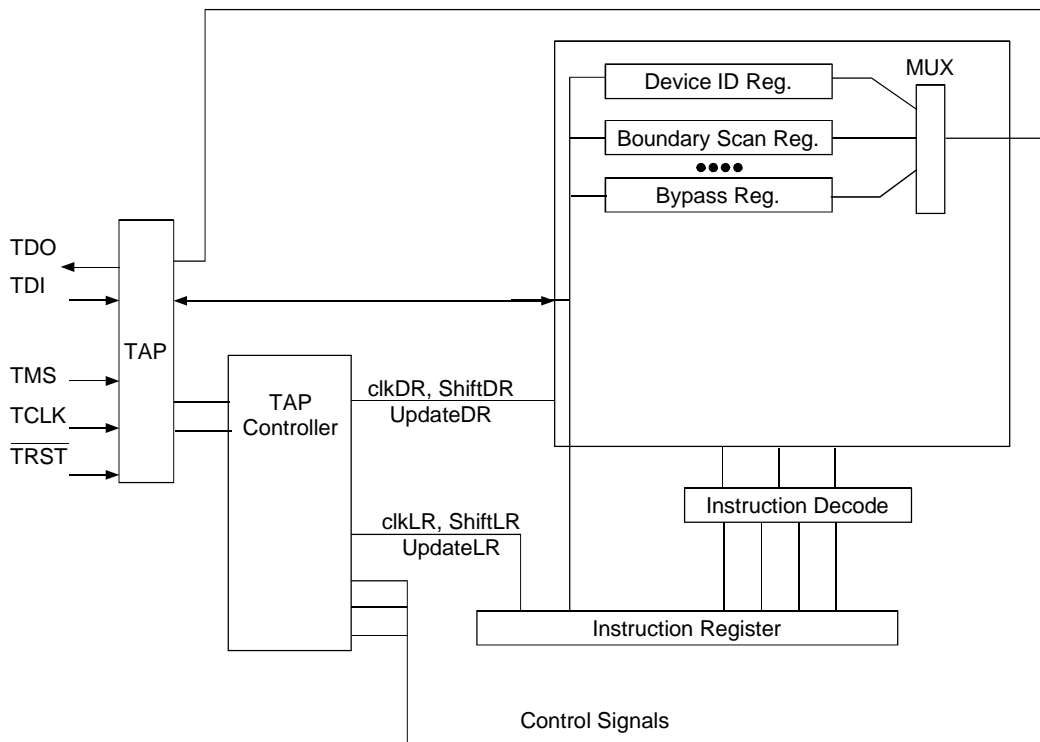 MUX
Device ID Reg.
Boundary Scan Reg.
Bypass Reg.
TDO
TDI
TAP
TMS
TCLK
TRST
TAP
Controller
clkDR, ShiftDR
UpdateDR
Instruction Decode
clkLR, ShiftLR
UpdateLR
Instruction Register
Control Signals